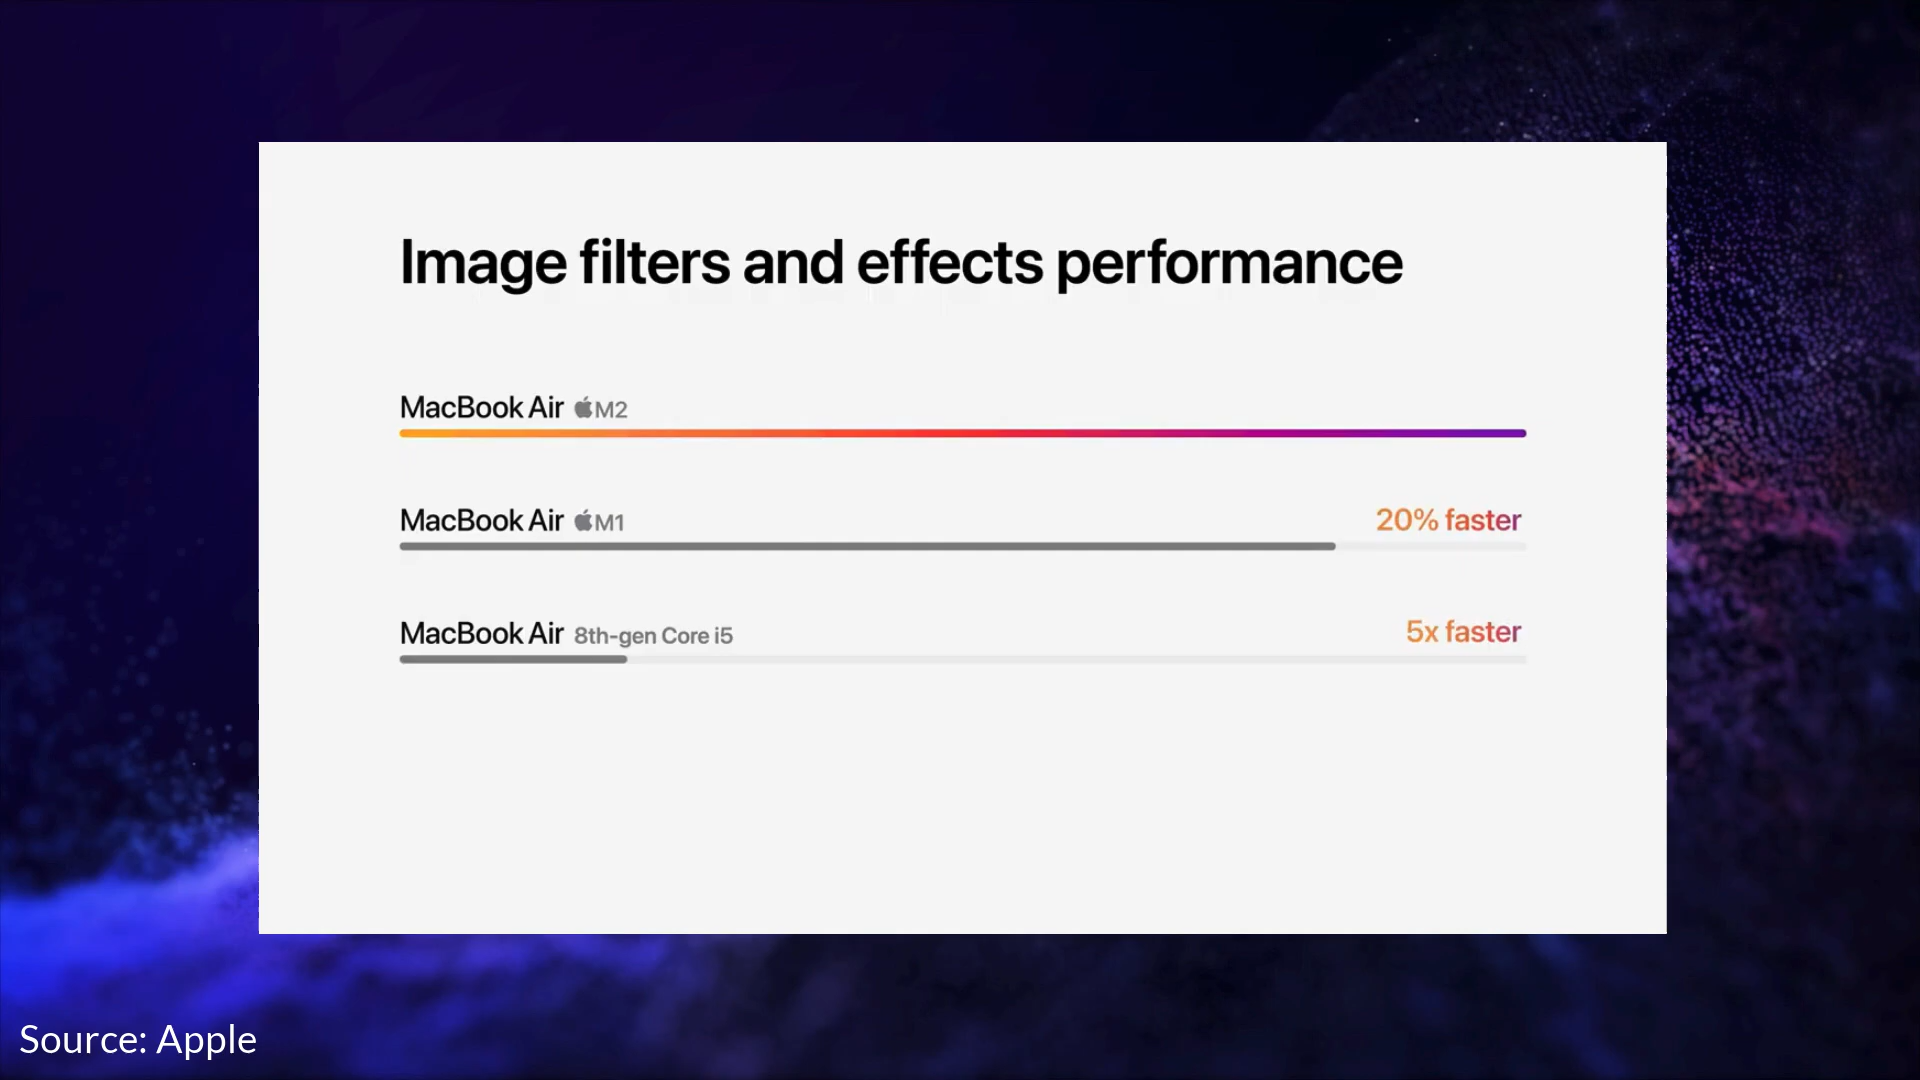 Image filters and effects performance
MacBook Air M2
MacBook Air M1 20% faster
MacBook Air 8th-gen Core i5 5x faster
Source: Apple